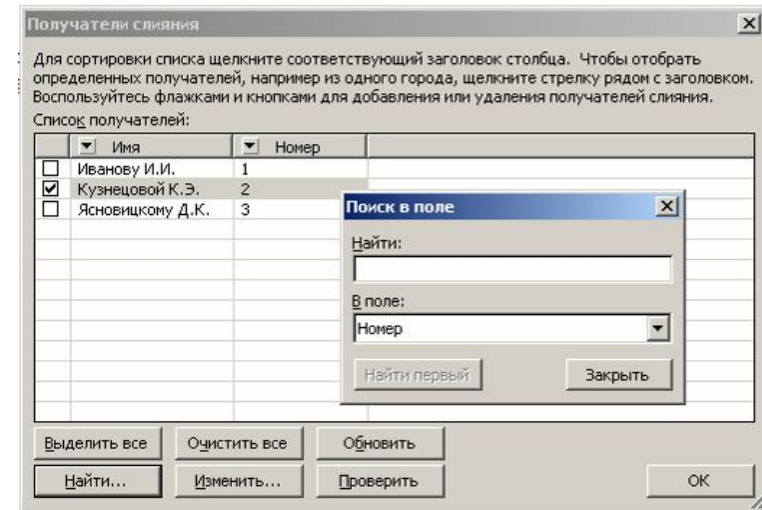 Получатели слияния
Для сортировки списка щелкните соответствующий заголовок столбца. Чтобы отобрать
определенных получателей, например из одного города, щелкните стрелку рядом с заголовком.
Воспользуйтесь флажками и кнопками для добавления или удаления получателей слияния.
Список получателей:
Имя Номер
Иванову И.И. 1
Кузнецовой К.Э. 2
Ясновицкому Д.К. 3
Поиск в поле
Найти:
В поле:
Номер
Найти первый Закрыть
Выделить все Очистить все Обновить
Найти... Изменить... Проверить OK